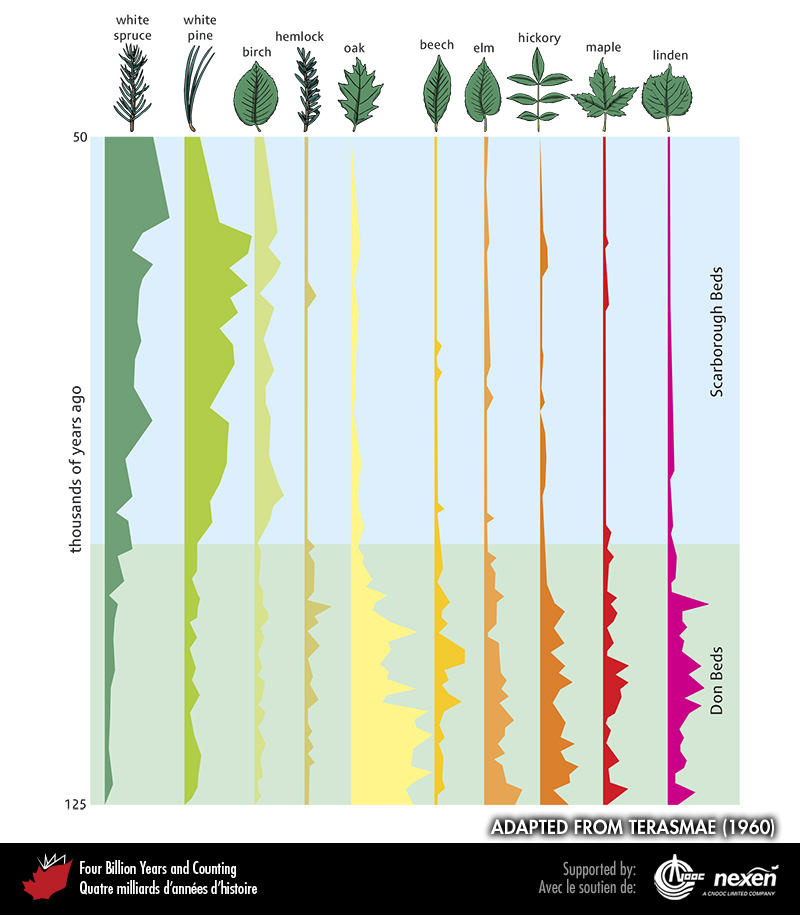 white
spruce
white
pine
birch
hemlock
oak
beech
elm
hickory
maple
linden
50
thousands of years ago
Scarborough Beds
Don Beds
125
ADAPTED FROM TERASMAE (1960)
Four Billion Years and Counting
Quatre milliards d'années d'histoire
Supported by:
Avec le soutien de:
CNOOC
nexen
A CNOOC LIMITED COMPANY